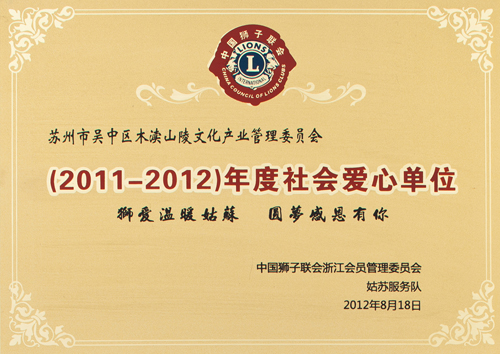 中国狮子联会
LIONS
L
INTERNATIONAL
CHINA COUNCIL OF LIONS CLUBS
苏州市吴中区木渎山陵文化产业管理委员会
(2011-2012)年度社会爱心单位
獅爱温暖姑蘇 圆夢感恩有你
中国狮子联会浙江会员管理委员会
姑苏服务队
2012年8月18日